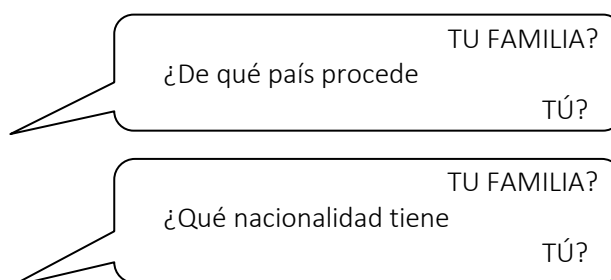 TU FAMILIA?
¿De qué país procede
TÚ?
TU FAMILIA?
¿Qué nacionalidad tiene
TÚ?